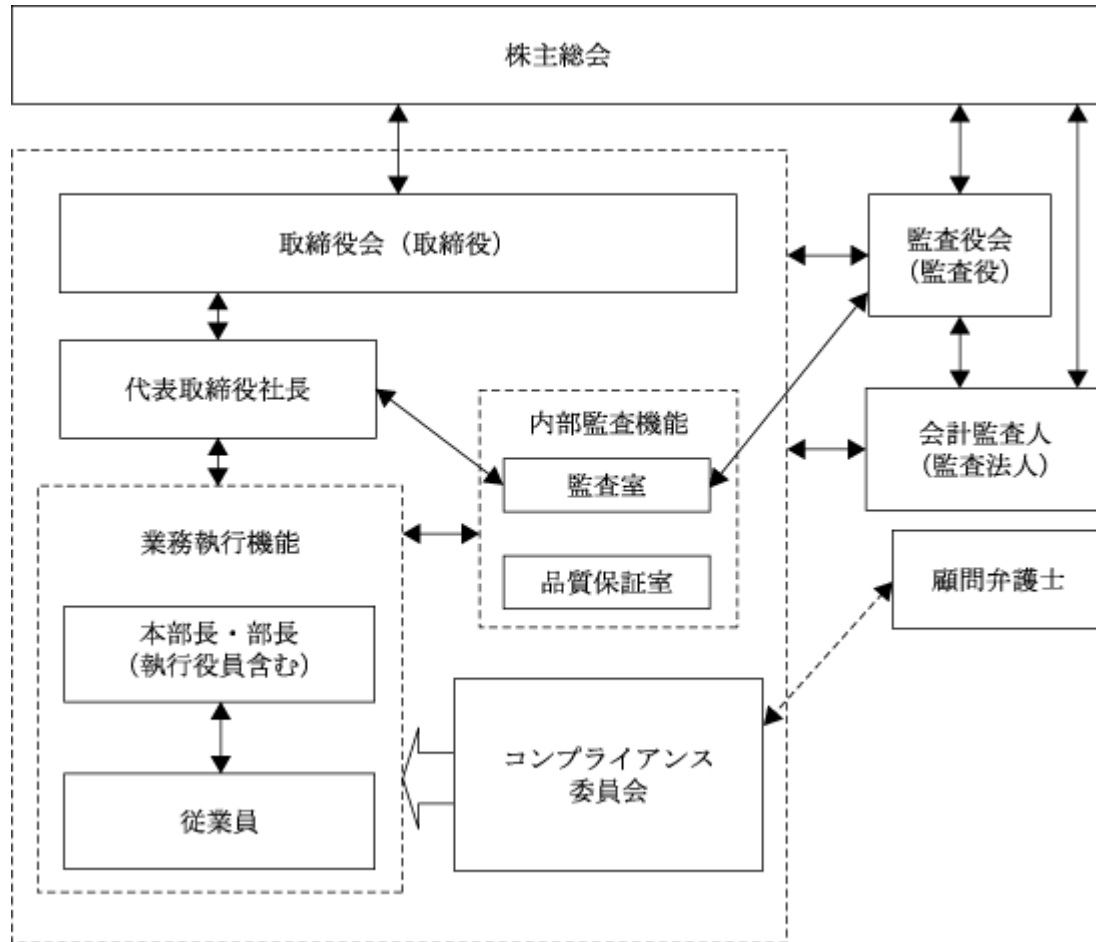 株主総会
取締役会（取締役）
監査役会
（監査役）
代表取締役社長
内部監査機能
会計監査人
（監査法人）
監査室
業務執行機能
品質保証室
顧問弁護士
本部長・部長
（執行役員含む）
コンプライアンス
委員会
従業員